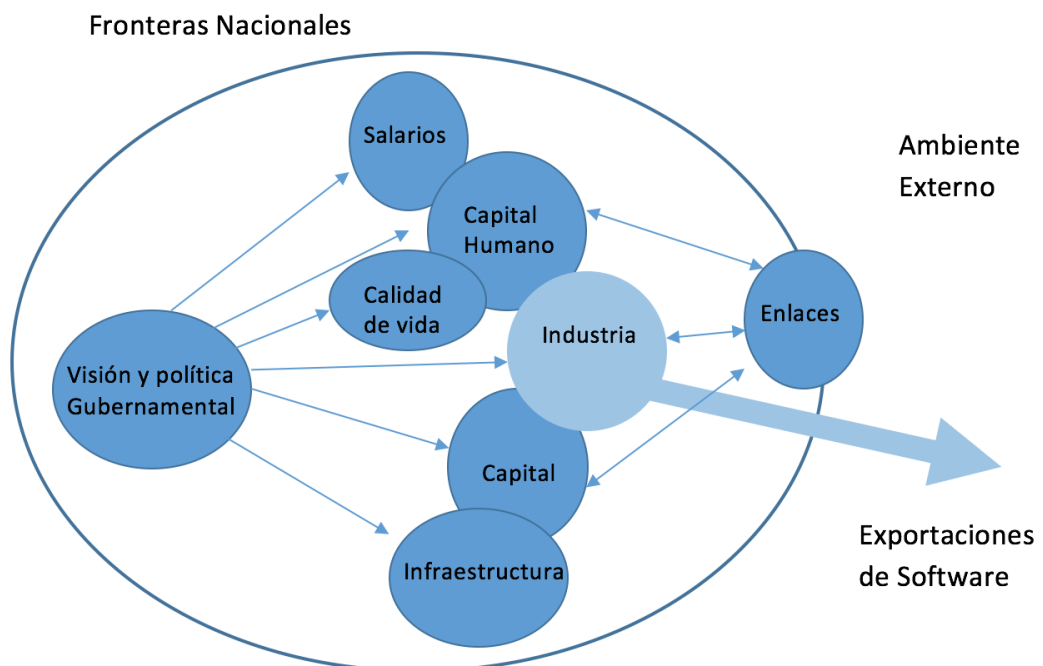 Fronteras Nacionales
Salarios
Ambiente
Externo
Capital
Humano
Calidad
de vida
Enlaces
Industria
Visión y política
Gubernamental
Capital
Exportaciones
de Software
Infraestructura